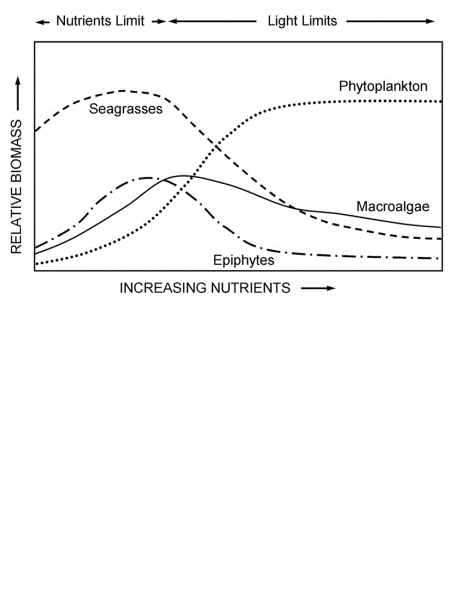 Nutrients Limit
Light Limits
Phytoplankton
Seagrasses
RELATIVE BIOMASS
Macroalgae
Epiphytes
INCREASING NUTRIENTS